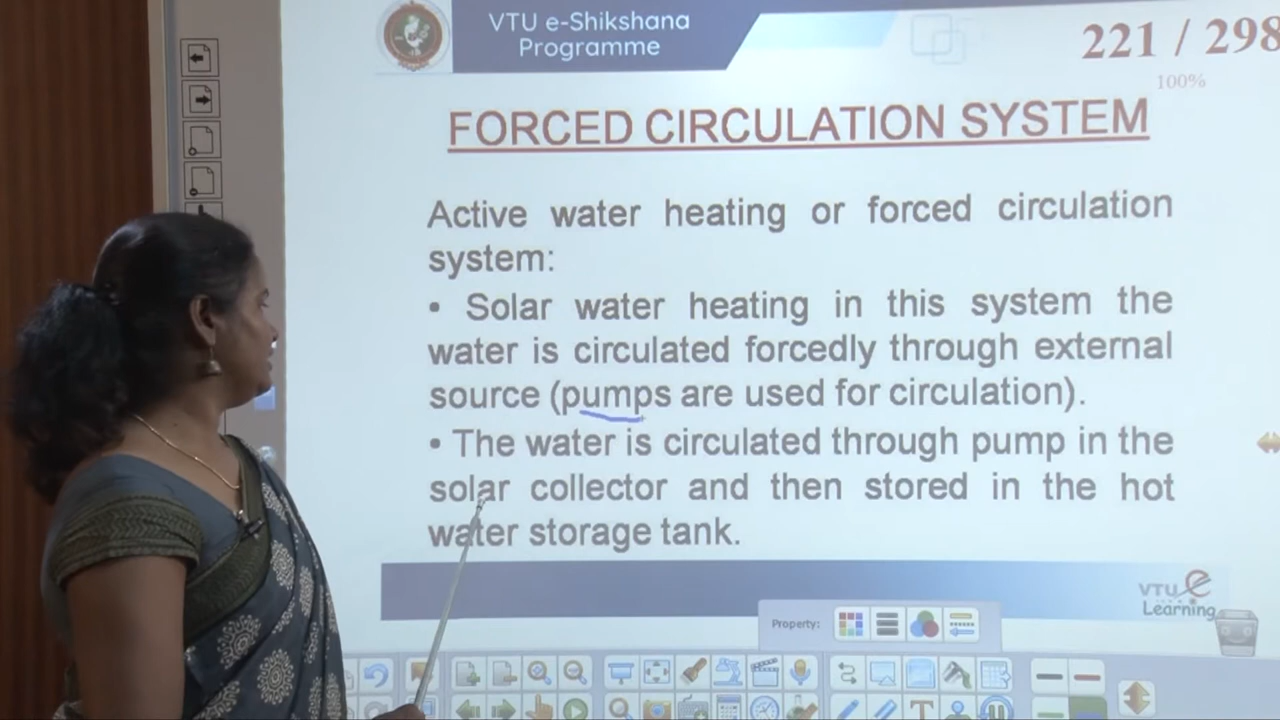 VTU e-Shikshana
Programme
221 / 298
100%
FORCED CIRCULATION SYSTEM
Active water heating or forced circulation
system:
• Solar water heating in this system the
water is circulated forcedly through external
source (pumps are used for circulation).
• The water is circulated through pump in the
solar collector and then stored in the hot
water storage tank.
VTU e
Learning
Property: